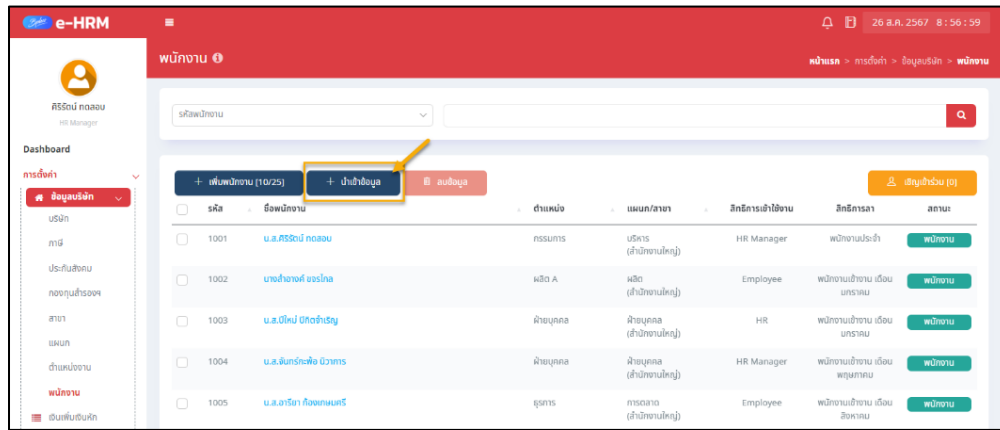 e-HRM
26 ส.ค. 2567 8 : 56 : 59
พนักงาน
หน้าแรก > การตั้งค่า > ข้อมูลบริษัท > พนักงาน
ศิริรัตน์ ทดสอบ
HR Manager
รหัสพนักงาน
Dashboard
การตั้งค่า
ข้อมูลบริษัท
บริษัท
ภาษี
ประกันสังคม
กองทุนสำรองฯ
สาขา
แผนก
ตำแหน่งงาน
พนักงาน
เงินเพิ่ม/เงินหัก
+ เพิ่มพนักงาน [10/25]
+ นำเข้าข้อมูล
ลบข้อมูล
เชิญเข้าร่วม [0]
รหัส ชื่อพนักงาน ตำแหน่ง แผนก/สาขา สิทธิการเข้าใช้งาน สิทธิการลา สถานะ
1001 น.ส.ศิริรัตน์ ทดสอบ กรรมการ บริหาร HR Manager พนักงานประจำ พนักงาน
(สำนักงานใหญ่)
1002 นางสำอางค์ ขจรไกล ผลิต A ผลิต Employee พนักงานเข้างาน เดือน พนักงาน
(สำนักงานใหญ่) มกราคม
1003 น.ส.ปีใหม่ ปิติตจำเริญ ฝ่ายบุคคล ฝ่ายบุคคล HR พนักงานเข้างาน เดือน พนักงาน
(สำนักงานใหญ่) มกราคม
1004 น.ส.จันทร์กะพ้อ นิวาการ ฝ่ายบุคคล ฝ่ายบุคคล HR Manager พนักงานเข้างาน เดือน พนักงาน
(สำนักงานใหญ่) พฤษภาคม
1005 น.ส.อาริยา ก้องเกษมศรี ธุรการ การตลาด Employee พนักงานเข้างาน เดือน พนักงาน
(สำนักงานใหญ่) สิงหาคม